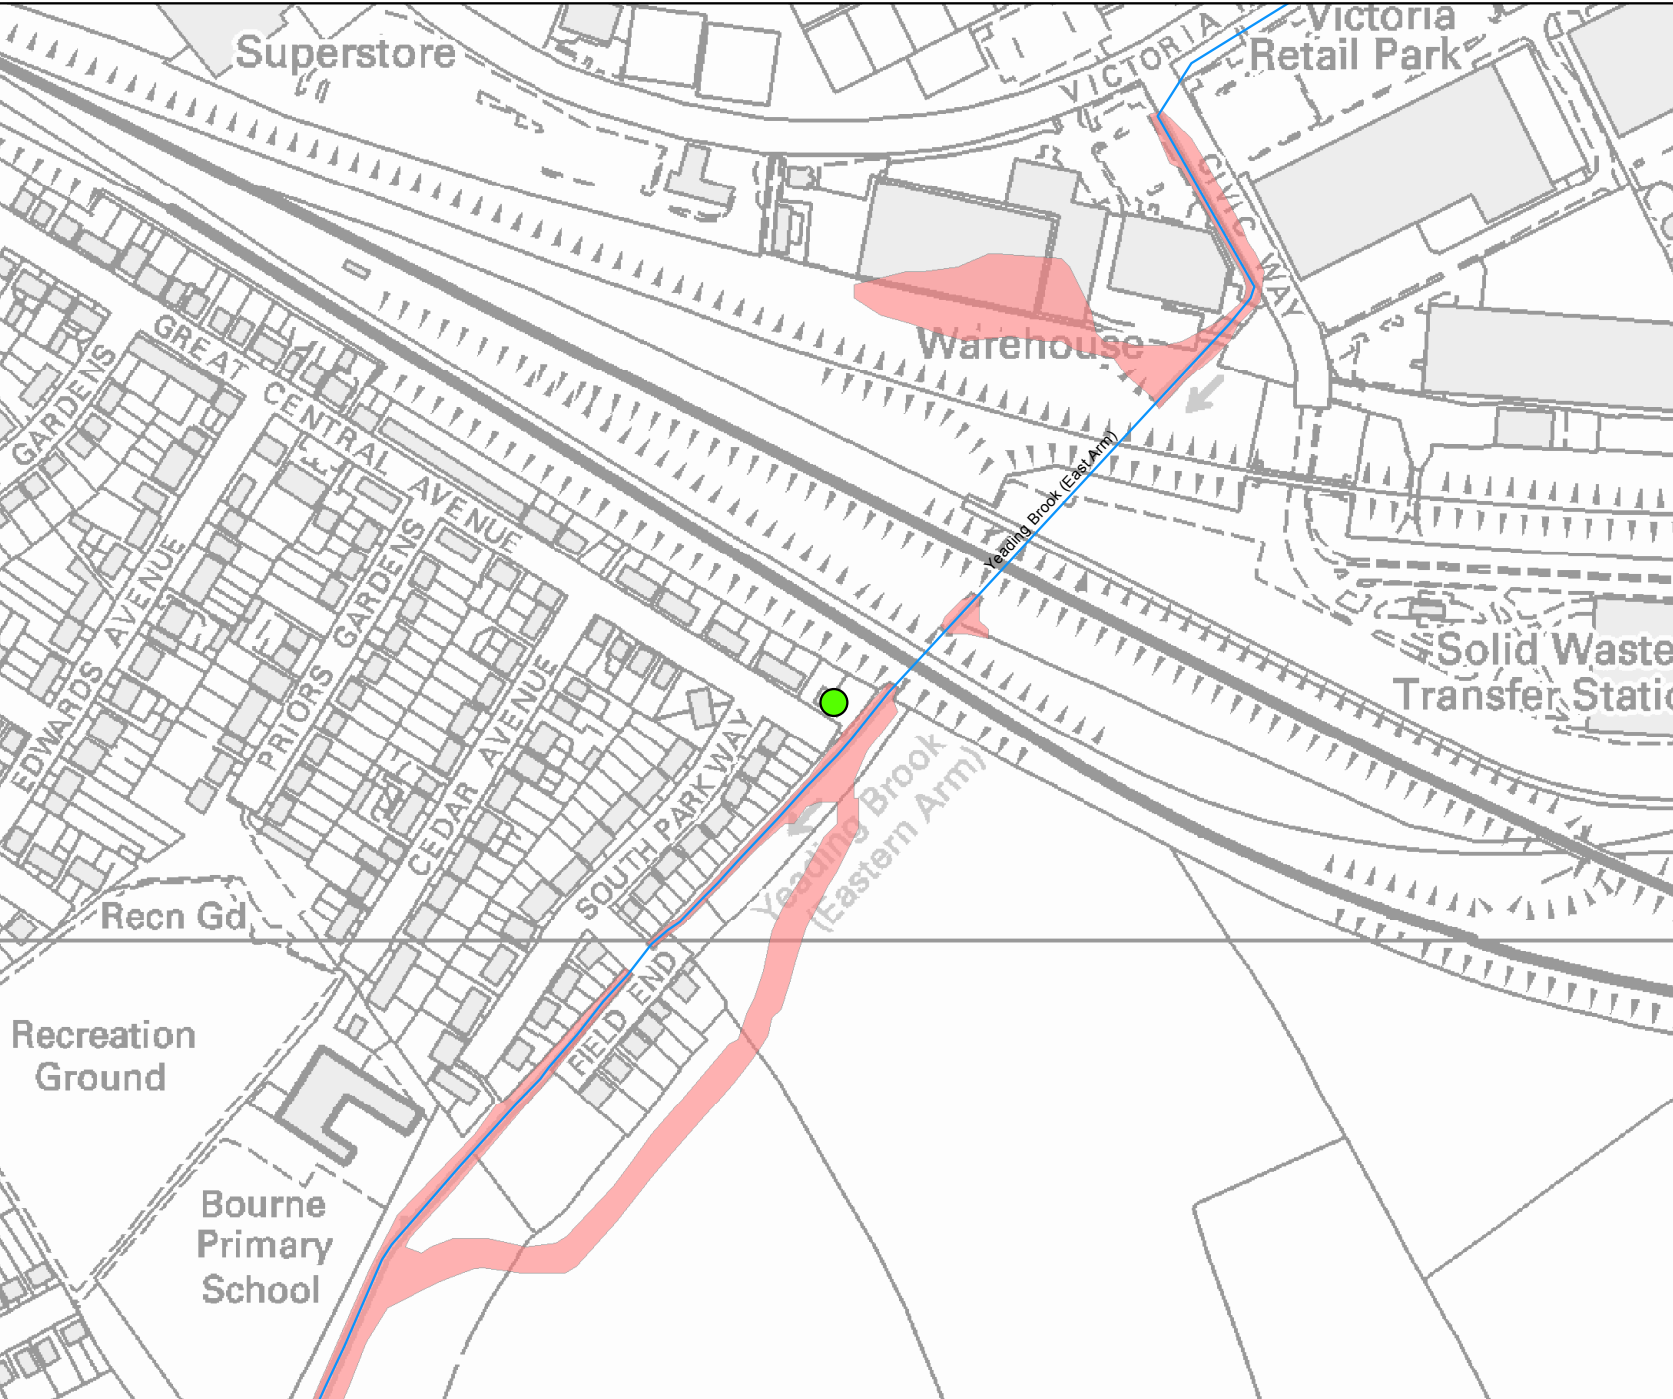 Superstore
VICTORIA
Victoria
Retail Park
CIVIC WAY
Warehouse
GREAT CENTRAL AVENUE
GARDENS
Yeading Brook (East Arm)
EDWARDS AVENUE
PRIORS GARDENS
CEDAR AVENUE
SOUTH PARK WAY
Solid Waste
Transfer Static
Yeading Brook
(Eastern Arm)
Recn Gd
FIELD END
Recreation
Ground
Bourne
Primary
School